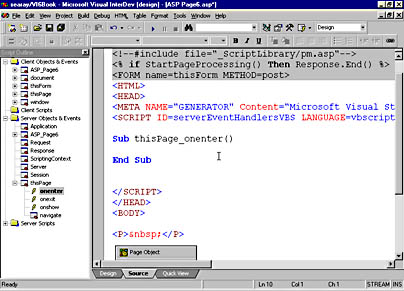 searay/VI6Book - Microsoft Visual InterDev [design] - [ASP Page6.asp*]
File Edit View Project Build Debug HTML Table Tools Window Help
Design
Script Outline
Client Objects & Events
ASP_Page6
document
thisForm
thisPage
window
Client Scripts
Server Objects & Events
Application
ASP_Page6
Request
Response
ScriptingContext
Server
Session
thisPage
onenter
onexit
onshow
navigate
Server Scripts
<!--#include file="_ScriptLibrary/pm.asp"-->
<% if StartPageProcessing() Then Response.End() %>
<FORM name=thisForm METHOD=post>
<HTML>
<HEAD>
<META NAME="GENERATOR" Content="Microsoft Visual St
<SCRIPT ID=serverEventHandlersVBS LANGUAGE=vbscript
Sub thisPage_onenter()
End Sub
</SCRIPT>
</HEAD>
<BODY>
<P>&nbsp;</P>
Page Object
Design Source Quick View
Ready Ln 10 Col 1 Ch 1 STREAM INS